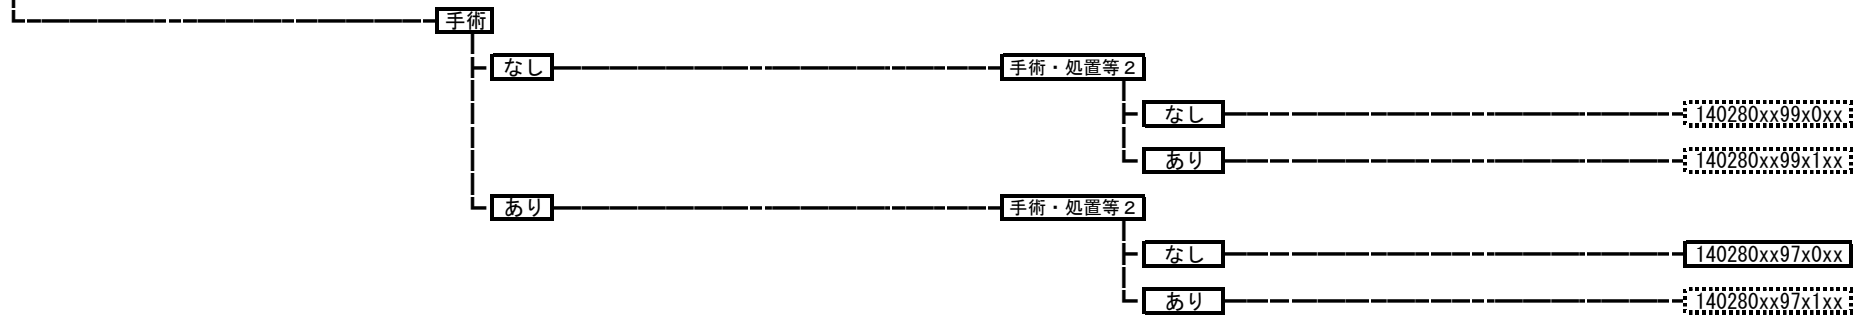 手術
なし 手術・処置等２
なし 140280xx99x0xx
あり 140280xx99x1xx
あり 手術・処置等２
なし 140280xx97x0xx
あり 140280xx97x1xx